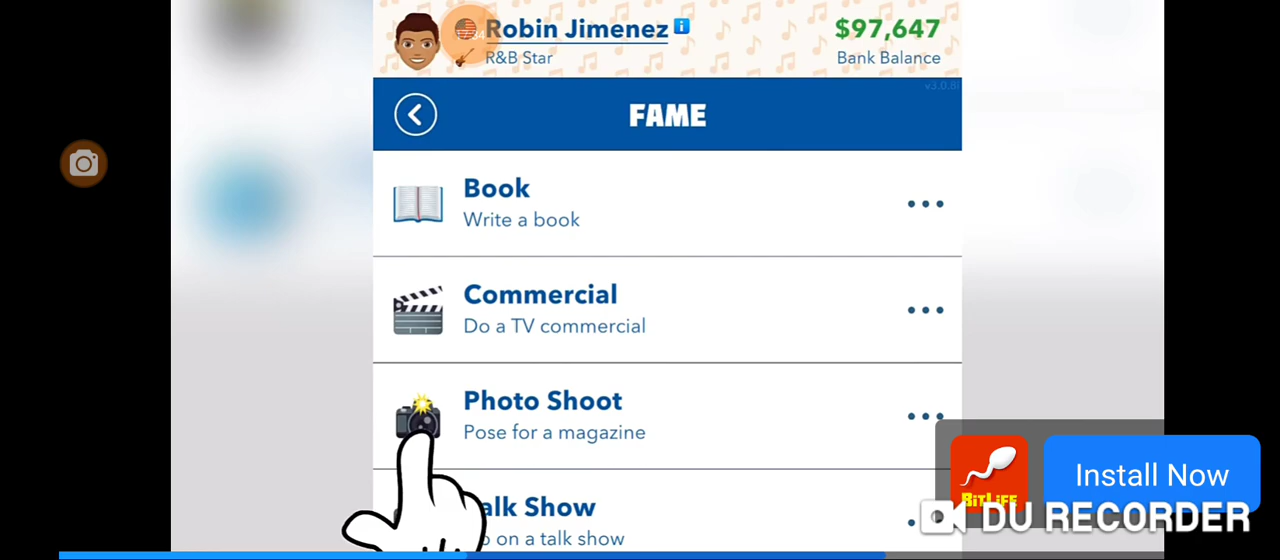 Robin Jimenez
$97,647
R&B Star
Bank Balance
FAME
Book
Write a book
Commercial
Do a TV commercial
Photo Shoot
Pose for a magazine
alk Show
on a talk show
Install Now
BitLife
DU RECORDER